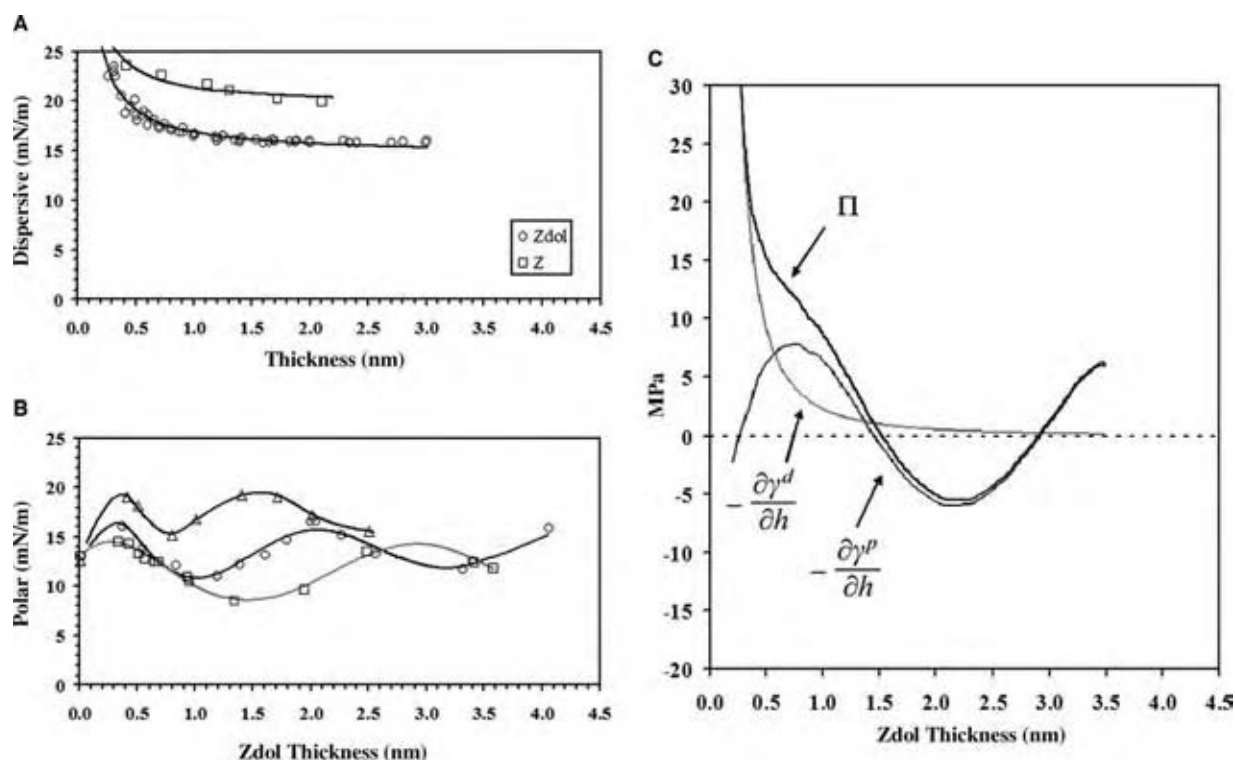 A
25
20
15
10
5
0
Dispersive (mN/m)
Zdol
Z
0.0 0.5 1.0 1.5 2.0 2.5 3.0 3.5 4.0 4.5
Thickness (nm)
B
25
20
15
10
5
0
Polar (mN/m)
0.0 0.5 1.0 1.5 2.0 2.5 3.0 3.5 4.0 4.5
Zdol Thickness (nm)
C
30
25
20
15
10
5
0
-5
-10
-15
-20
MPa
Π
− ∂γ^d / ∂h
− ∂γ^p / ∂h
0.0 0.5 1.0 1.5 2.0 2.5 3.0 3.5 4.0 4.5
Zdol Thickness (nm)